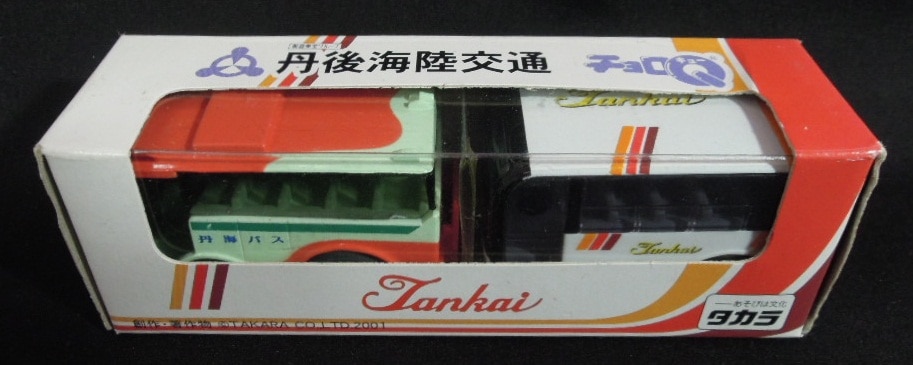 丹後海陸交通
チョロQ
Tankai
丹海バス
Tankai
Tankai
あそびは文化
タカラ
創作・著作物 ©TAKARA CO.,LTD.2001